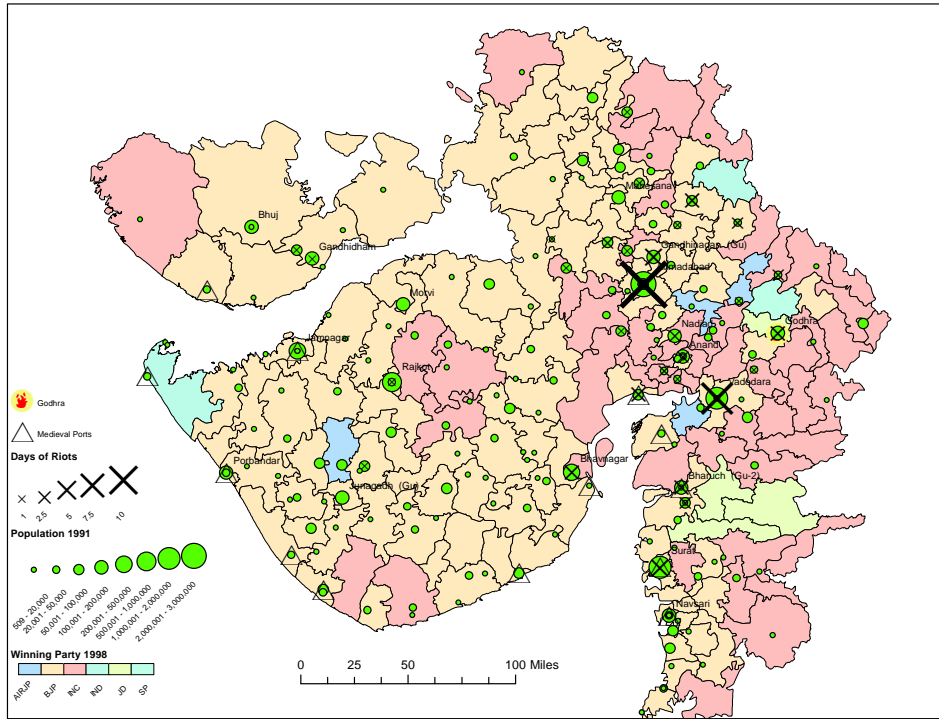 Bhuj
Gandhidham
Mahesana
Gandhinagar (Gu)
Ahmadabad
Morvi
Jamnagar
Rajkot
Nadiad
Anand
Godhra
Vadodara
Porbandar
Junagadh (Gu)
Bhavnagar
Bharuch (Gu-2)
Surat
Navsari
Godhra
Medieval Ports
Days of Riots
1 2.5 5 7.5 10
Population 1991
509 - 20,000
20,001 - 50,000
50,001 - 100,000
100,001 - 200,000
200,001 - 500,000
500,001 - 1,000,000
1,000,001 - 2,000,000
2,000,001 - 3,000,000
Winning Party 1998
AIRJP BJP INC IND JD SP
0 25 50 100 Miles